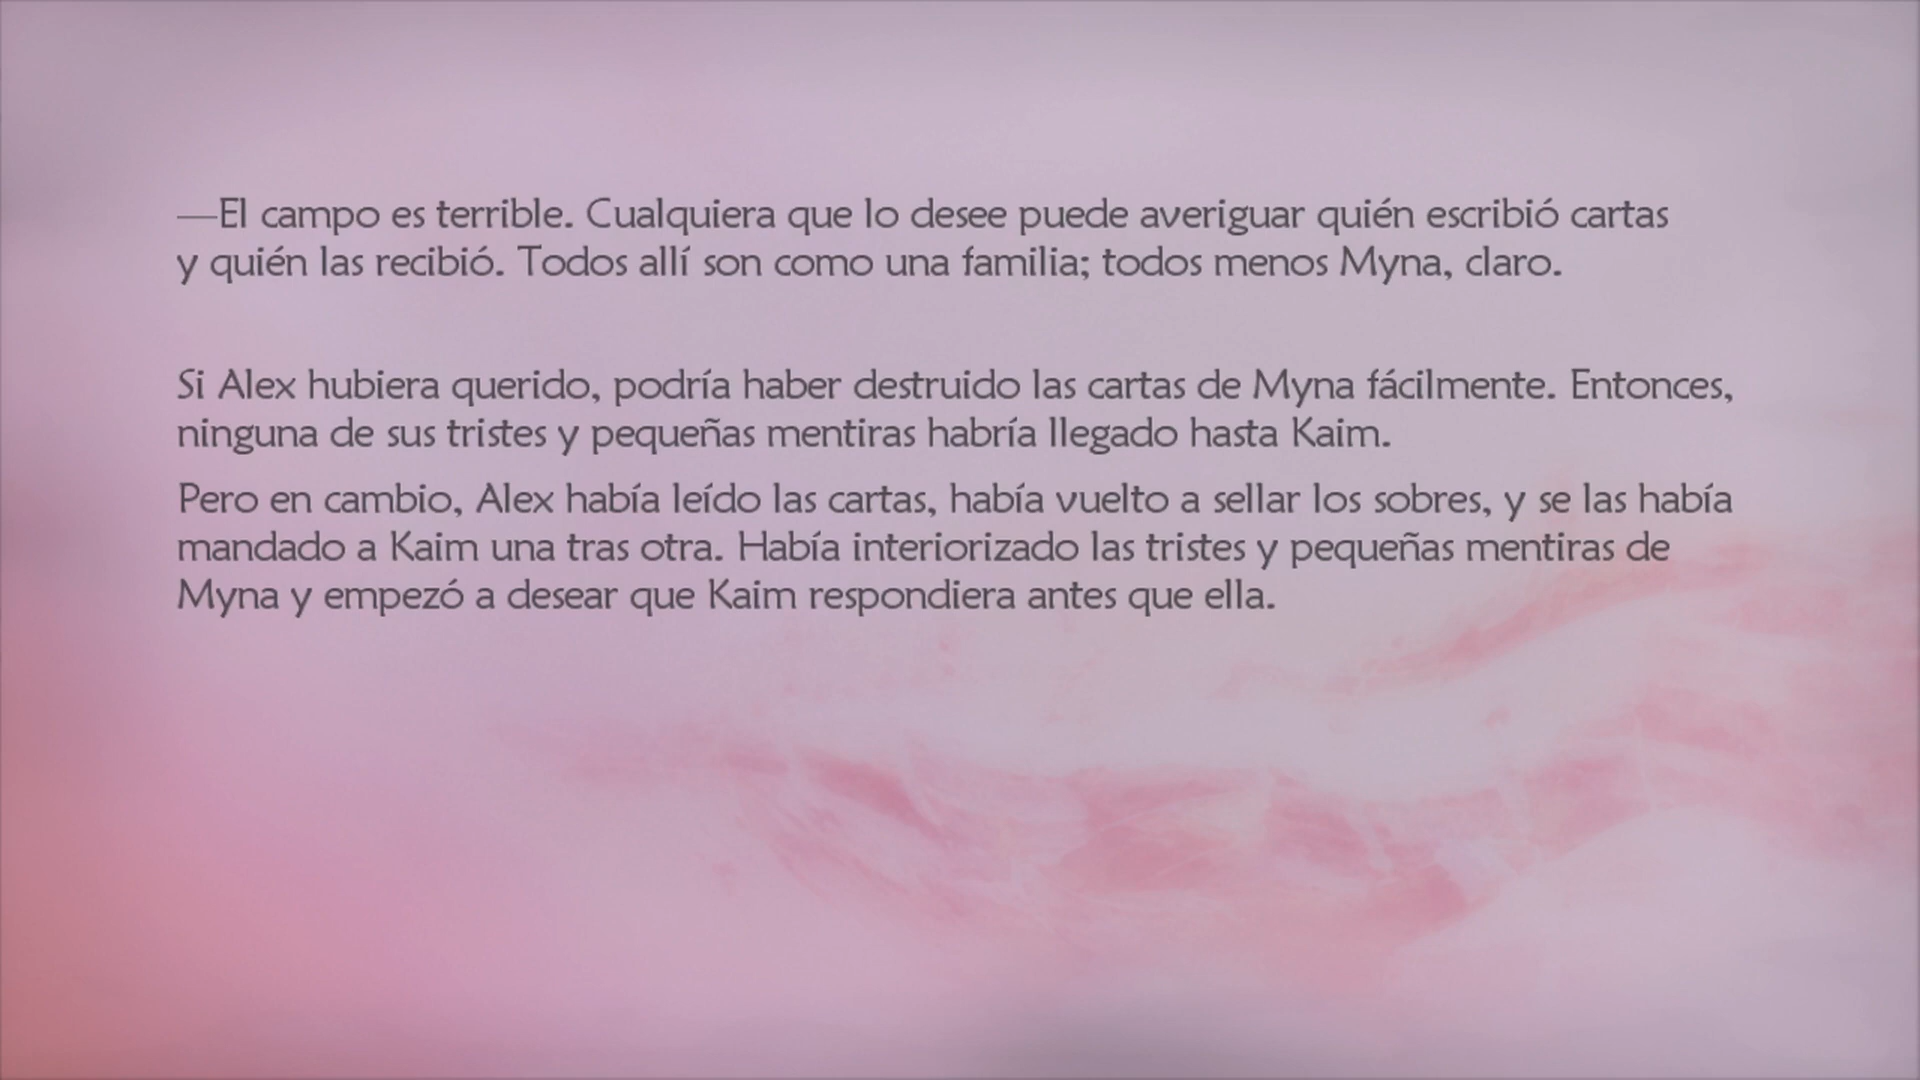 —El campo es terrible. Cualquiera que lo desee puede averiguar quién escribió cartas
y quién las recibió. Todos allí son como una familia; todos menos Myna, claro.
Si Alex hubiera querido, podría haber destruido las cartas de Myna fácilmente. Entonces,
ninguna de sus tristes y pequeñas mentiras habría llegado hasta Kaim.
Pero en cambio, Alex había leído las cartas, había vuelto a sellar los sobres, y se las había
mandado a Kaim una tras otra. Había interiorizado las tristes y pequeñas mentiras de
Myna y empezó a desear que Kaim respondiera antes que ella.